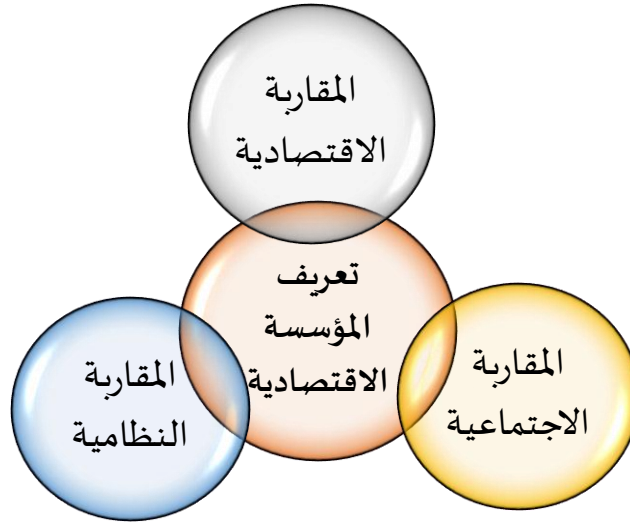 المقاربة
الاقتصادية
تعريف
المؤسسة
الاقتصادية
المقاربة
الاجتماعية
المقاربة
النظامية